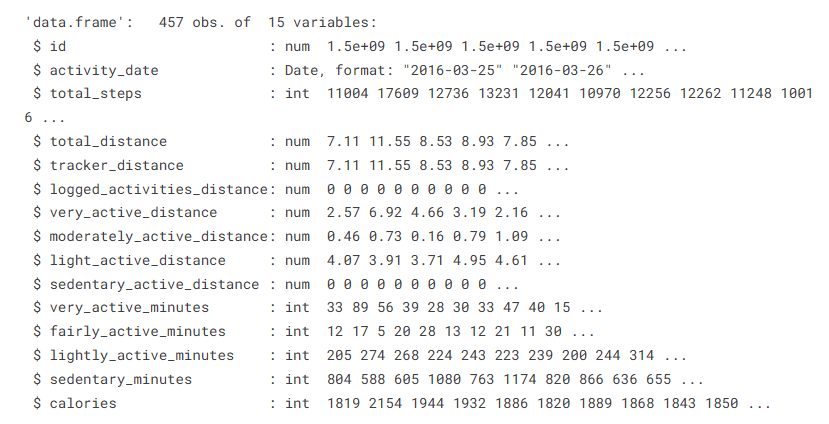 'data.frame':   457 obs. of  15 variables:
 $ id                        : num  1.5e+09 1.5e+09 1.5e+09 1.5e+09 1.5e+09 ...
 $ activity_date             : Date, format: "2016-03-25" "2016-03-26" ...
 $ total_steps               : int  11004 17609 12736 13231 12041 10970 12256 12262 11248 1001
6 ...
 $ total_distance            : num  7.11 11.55 8.53 8.93 7.85 ...
 $ tracker_distance          : num  7.11 11.55 8.53 8.93 7.85 ...
 $ logged_activities_distance: num  0 0 0 0 0 0 0 0 0 0 ...
 $ very_active_distance      : num  2.57 6.92 4.66 3.19 2.16 ...
 $ moderately_active_distance: num  0.46 0.73 0.16 0.79 1.09 ...
 $ light_active_distance     : num  4.07 3.91 3.71 4.95 4.61 ...
 $ sedentary_active_distance : num  0 0 0 0 0 0 0 0 0 0 ...
 $ very_active_minutes       : int  33 89 56 39 28 30 33 47 40 15 ...
 $ fairly_active_minutes     : int  12 17 5 20 28 13 12 21 11 30 ...
 $ lightly_active_minutes    : int  205 274 268 224 243 223 239 200 244 314 ...
 $ sedentary_minutes         : int  804 588 605 1080 763 1174 820 866 636 655 ...
 $ calories                  : int  1819 2154 1944 1932 1886 1820 1889 1868 1843 1850 ...